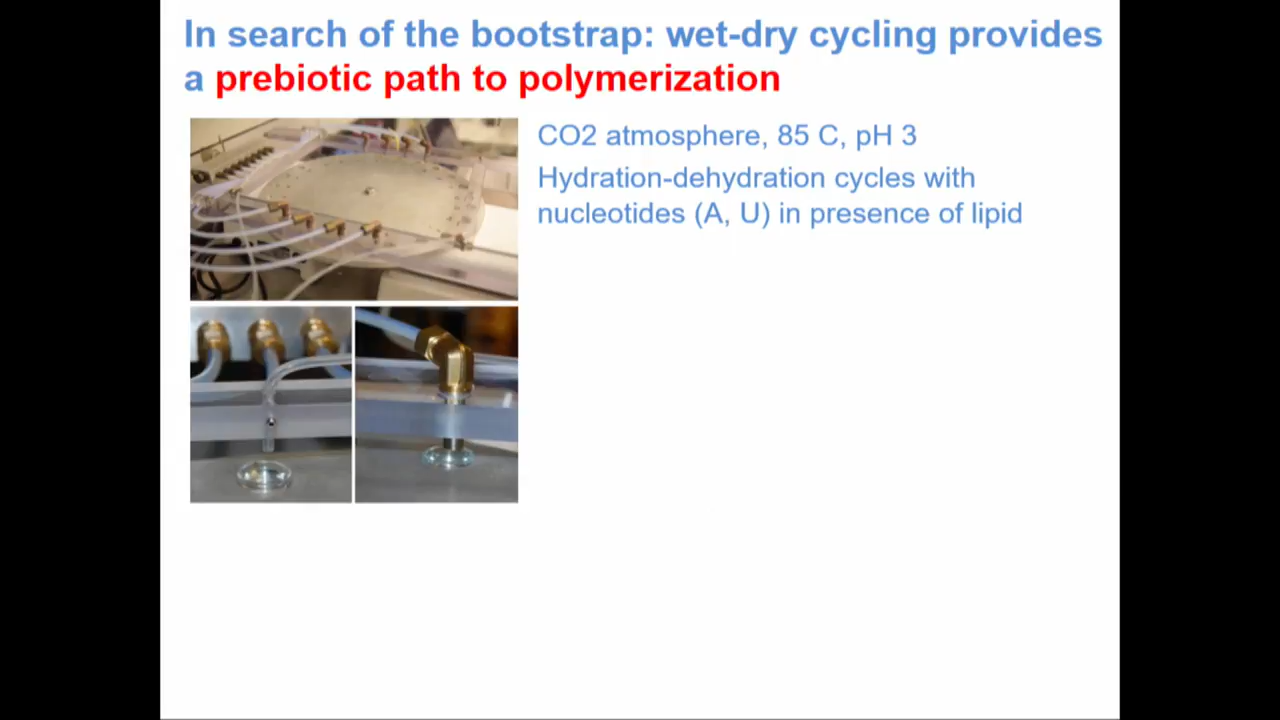 In search of the bootstrap: wet-dry cycling provides
a prebiotic path to polymerization
CO2 atmosphere, 85 C, pH 3
Hydration-dehydration cycles with
nucleotides (A, U) in presence of lipid